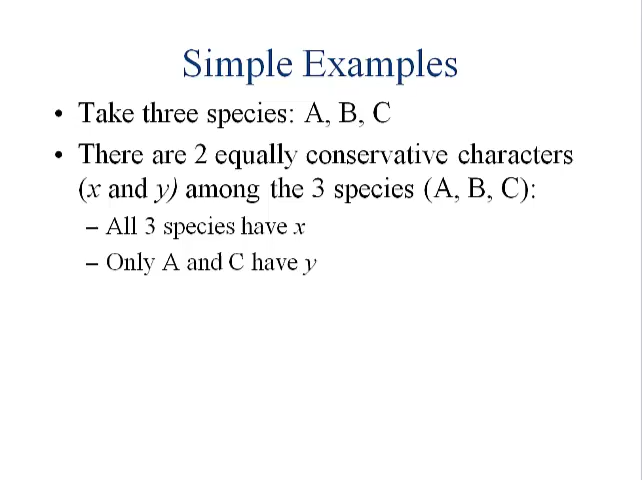 Simple Examples
• Take three species: A, B, C
• There are 2 equally conservative characters
(x and y) among the 3 species (A, B, C):
– All 3 species have x
– Only A and C have y